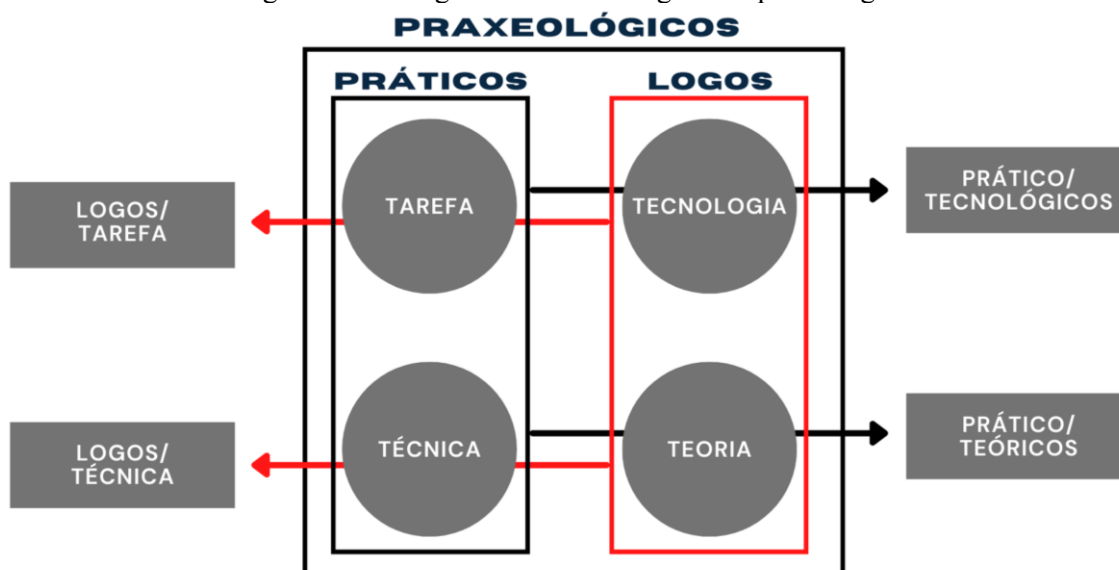 PRAXEOLÓGICOS
PRÁTICOS
LOGOS
TAREFA
TECNOLOGIA
PRÁTICO/
TECNOLÓGICOS
LOGOS/
TAREFA
TÉCNICA
TEORIA
PRÁTICO/
TEÓRICOS
LOGOS/
TÉCNICA